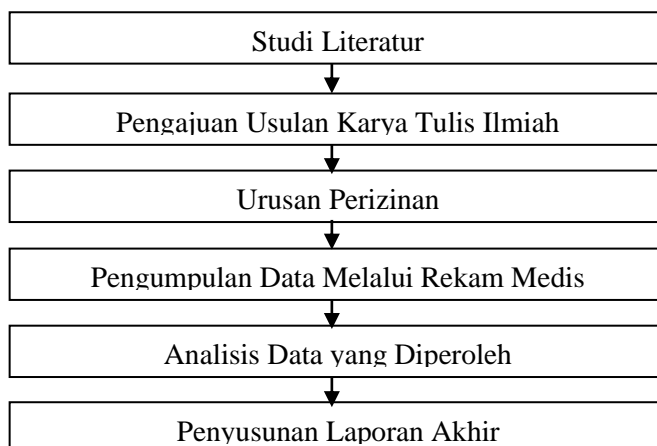 Studi Literatur
Pengajuan Usulan Karya Tulis Ilmiah
Urusan Perizinan
Pengumpulan Data Melalui Rekam Medis
Analisis Data yang Diperoleh
Penyusunan Laporan Akhir